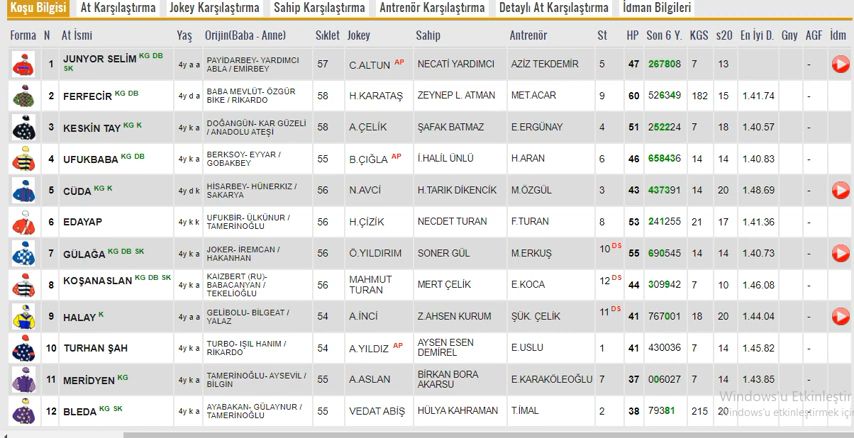 Koşu Bilgisi At Karşılaştırma Jokey Karşılaştırma Sahip Karşılaştırma Antrenör Karşılaştırma Detaylı At Karşılaştırma İdman Bilgileri
Forma N At İsmi Yaş Orijin(Baba - Anne) Sıklet Jokey Sahip Antrenör St HP Son 6 Y. KGS s20 En İyi D. Gny AGF İdm
1 JUNYOR SELİM KG DB SK 4y a a PAYİDARBEY- YARDIMCI ABLA / EMİRBEY 57 C.ALTUN AP NECATİ YARDIMCI AZİZ TEKDEMİR 5 47 267808 7 13 -
2 FERFECİR KG DB 4y d a BABA MEVLÜT- ÖZGÜR BİKE / RIKARDO 58 H.KARATAŞ ZEYNEP L. ATMAN MET.ACAR 9 60 526349 182 15 1.41.74 -
3 KESKİN TAY KG K 4y k a DOĞANGÜN- KAR GÜZELİ / ANADOLU ATEŞİ 58 A.ÇELİK ŞAFAK BATMAZ E.ERGÜNAY 4 51 252224 7 18 1.40.57 -
4 UFUKBABA KG DB 4y k a BERKSOY- EYYAR / GOBAKBEY 55 B.ÇIĞLA AP İ.HALİL ÜNLÜ H.ARAN 6 46 658436 14 14 1.40.83 -
5 CÜDA KG K 4y d k HİSARBEY- HÜNERKIZ / SAKARYA 56 N.AVCİ H.TARIK DİKENCİK M.ÖZGÜL 3 43 437391 14 20 1.48.69 -
6 EDAYAP 4y k k UFUKBİR- ÜLKÜNUR / TAMERİNOĞLU 56 H.ÇİZİK NECDET TURAN F.TURAN 8 53 241255 21 17 1.41.36 -
7 GÜLAĞA KG DB SK 4y k a JOKER- İREMCAN / HAKANHAN 56 Ö.YILDIRIM SONER GÜL M.ERKUŞ 10 DS 55 690545 14 14 1.40.73 -
8 KOŞANASLAN KG DB SK 4y k a KAIZBERT (RU)- BABACANYAN / TEKELİOĞLU 56 MAHMUT TURAN MERT ÇELİK E.KOCA 12 DS 44 309942 7 10 1.46.08 -
9 HALAY K 4y a a GELİBOLU- BİLGEAT / YALAZ 54 A.İNCİ Z.AHSEN KURUM ŞÜK. ÇELİK 11 DS 41 767001 18 20 1.44.04 -
10 TURHAN ŞAH 4y k a TURBO- IŞIL HANIM / RIKARDO 54 A.YILDIZ AP AYSEN ESEN DEMİREL E.USLU 1 41 430036 7 14 1.45.82 -
11 MERİDYEN KG 4y k a TAMERİNOĞLU- AYSEVİL / BİLGİN 55 A.ASLAN BİRKAN BORA AKARSU E.KARAKÖLEOĞLU 7 37 006027 7 14 1.43.85 -
12 BLEDA KG SK 4y k a AYABAKAN- GÜLAYNUR / TAMERİNOĞLU 55 VEDAT ABİŞ HÜLYA KAHRAMAN T.İMAL 2 38 79381 215 20 -
Windows'u Etkinleştir
Windows'u etkinleştirmek için